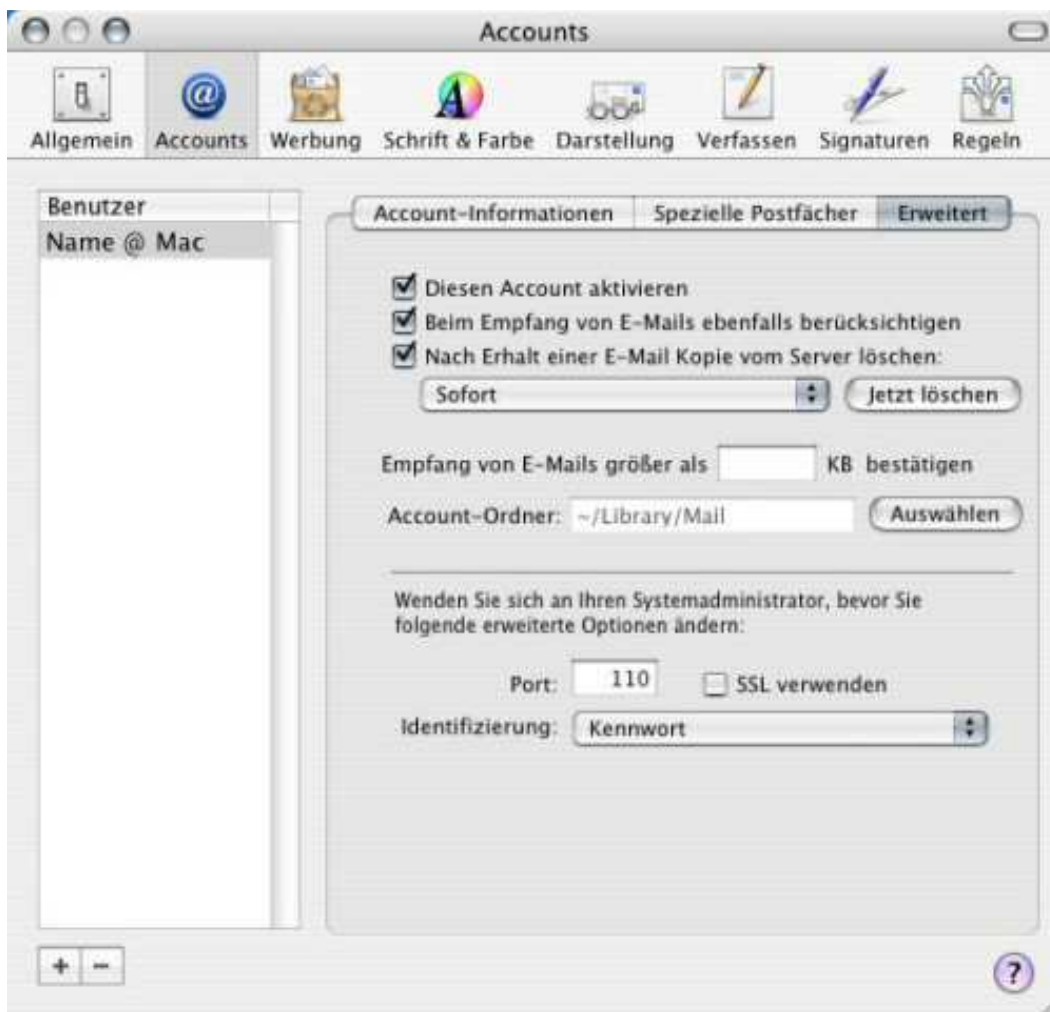 Accounts
Allgemein Accounts Werbung Schrift & Farbe Darstellung Verfassen Signaturen Regeln
Benutzer
Name @ Mac
Account-Informationen Spezielle Postfächer Erweitert
Diesen Account aktivieren
Beim Empfang von E-Mails ebenfalls berücksichtigen
Nach Erhalt einer E-Mail Kopie vom Server löschen:
Sofort Jetzt löschen
Empfang von E-Mails größer als KB bestätigen
Account-Ordner: ~/Library/Mail Auswählen
Wenden Sie sich an Ihren Systemadministrator, bevor Sie
folgende erweiterte Optionen ändern:
Port: 110 SSL verwenden
Identifizierung: Kennwort
+ − ?